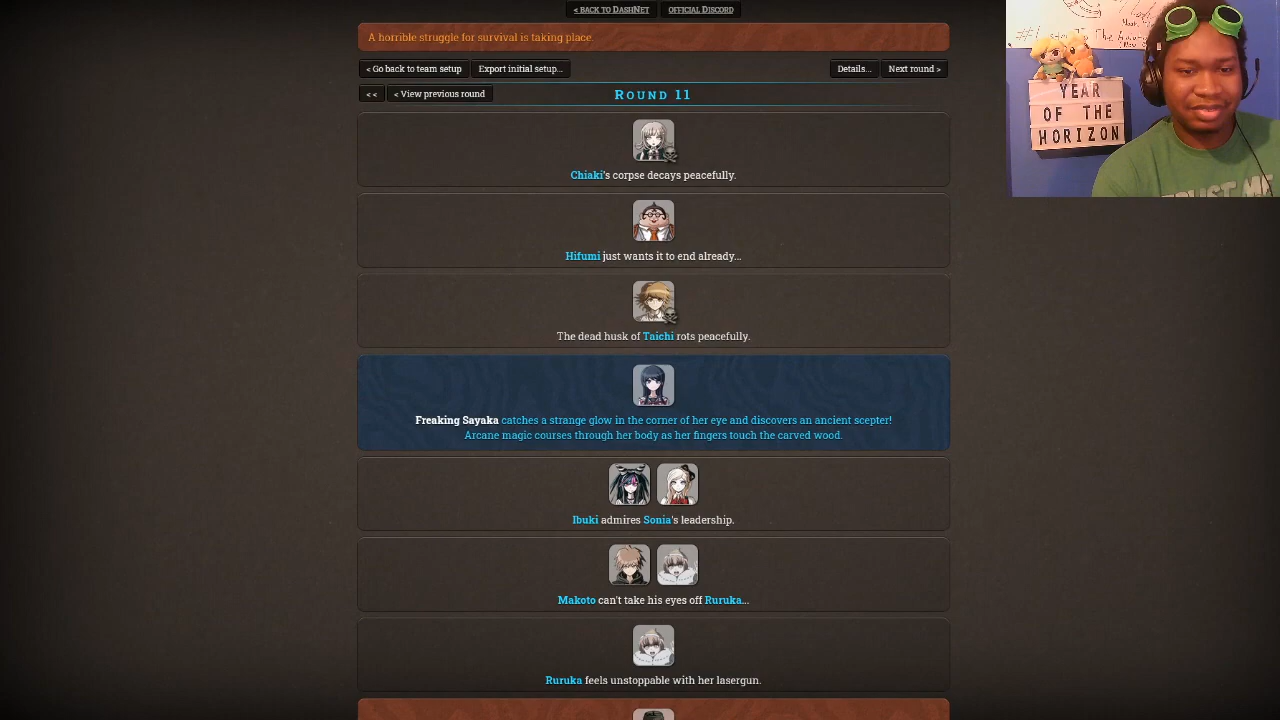 < BACK TO DASHNET
OFFICIAL DISCORD
A horrible struggle for survival is taking place.
< Go back to team setup
Export initial setup...
Details...
Next round >
<<
< View previous round
ROUND 11
Chiaki's corpse decays peacefully.
Hifumi just wants it to end already...
The dead husk of Taichi rots peacefully.
Freaking Sayaka catches a strange glow in the corner of her eye and discovers an ancient scepter!
Arcane magic courses through her body as her fingers touch the carved wood.
Ibuki admires Sonia's leadership.
Makoto can't take his eyes off Ruruka...
Ruruka feels unstoppable with her lasergun.
YEAR
OF THE
HORIZON